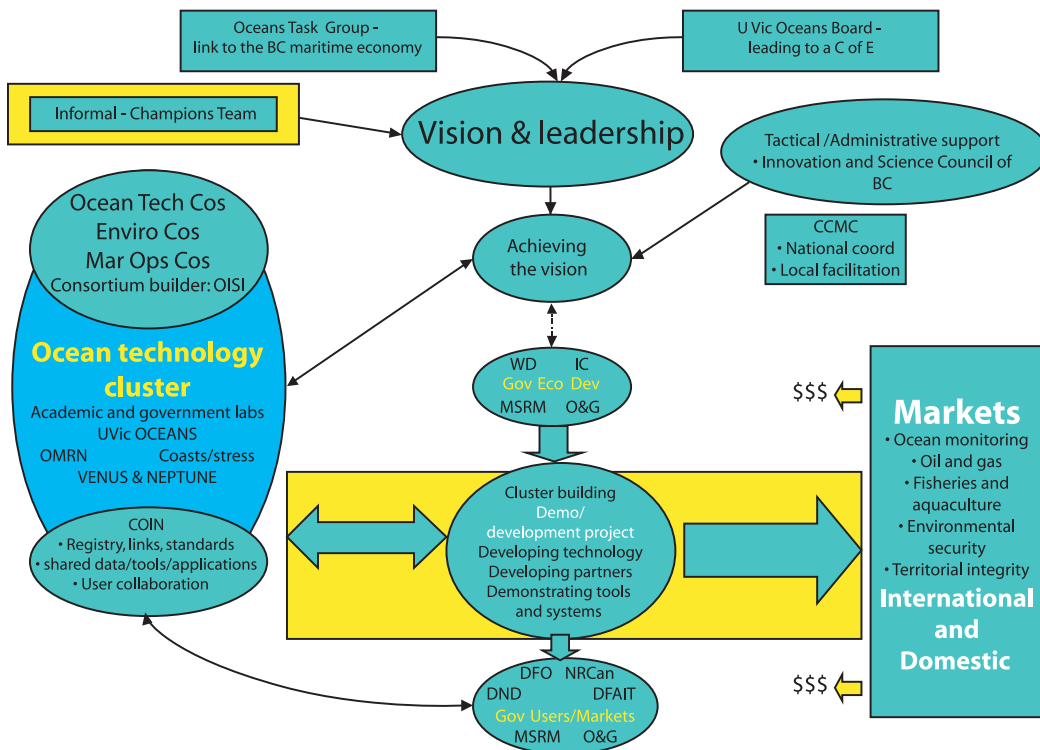 Oceans Task Group -
link to the BC maritime economy
U Vic Oceans Board -
leading to a C of E
Informal - Champions Team
Vision & leadership
Tactical /Administrative support
• Innovation and Science Council of
BC
CCMC
• National coord
• Local facilitation
Achieving
the vision
Ocean Tech Cos
Enviro Cos
Mar Ops Cos
Consortium builder: OISI
Ocean technology
cluster
Academic and government labs
UVic OCEANS
OMRN Coasts/stress
VENUS & NEPTUNE
COIN
• Registry, links, standards
• shared data/tools/applications
• User collaboration
WD IC
Gov Eco Dev
MSRM O&G
Cluster building
Demo/
development project
Developing technology
Developing partners
Demonstrating tools
and systems
DFO NRCan
DND DFAIT
Gov Users/Markets
MSRM O&G
$$$
$$$
Markets
• Ocean monitoring
• Oil and gas
• Fisheries and
aquaculture
• Environmental
security
• Territorial integrity
International
and
Domestic